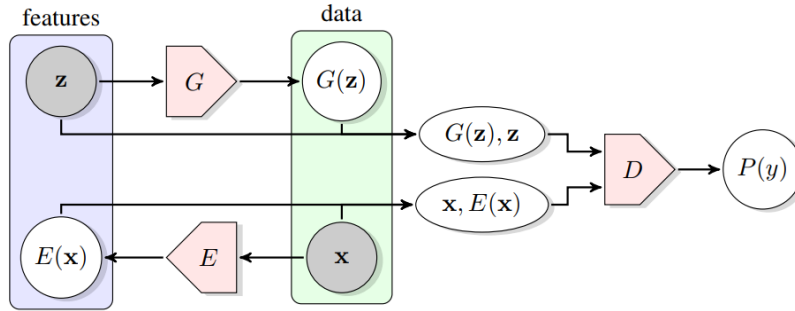 features
data
z
G
G(z)
G(z), z
D
P(y)
x, E(x)
E(x)
E
x